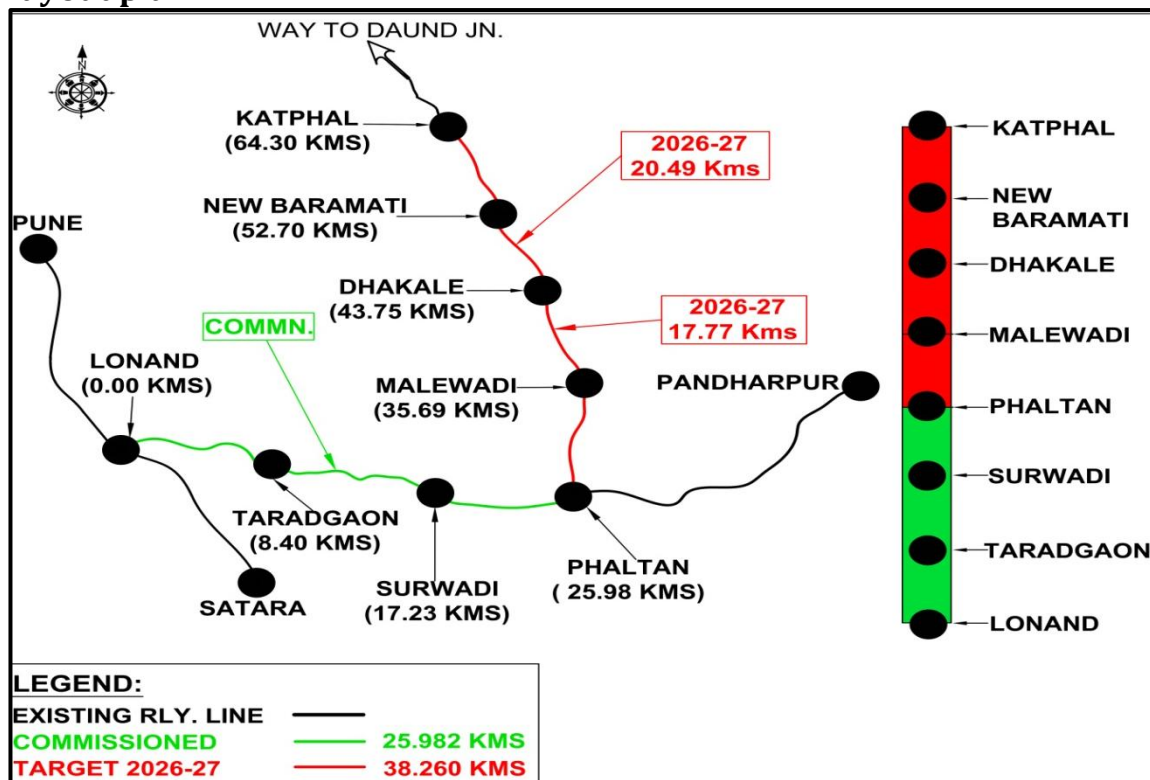 WAY TO DAUND JN.
N
KATPHAL
(64.30 KMS)
2026-27
20.49 Kms
NEW BARAMATI
(52.70 KMS)
PUNE
DHAKALE
(43.75 KMS)
2026-27
17.77 Kms
COMMN.
LONAND
(0.00 KMS)
MALEWADI
(35.69 KMS)
PANDHARPUR
TARADGAON
(8.40 KMS)
SURWADI
(17.23 KMS)
PHALTAN
( 25.98 KMS)
SATARA
KATPHAL
NEW
BARAMATI
DHAKALE
MALEWADI
PHALTAN
SURWADI
TARADGAON
LONAND
LEGEND:
EXISTING RLY. LINE
COMMISSIONED 25.982 KMS
TARGET 2026-27 38.260 KMS